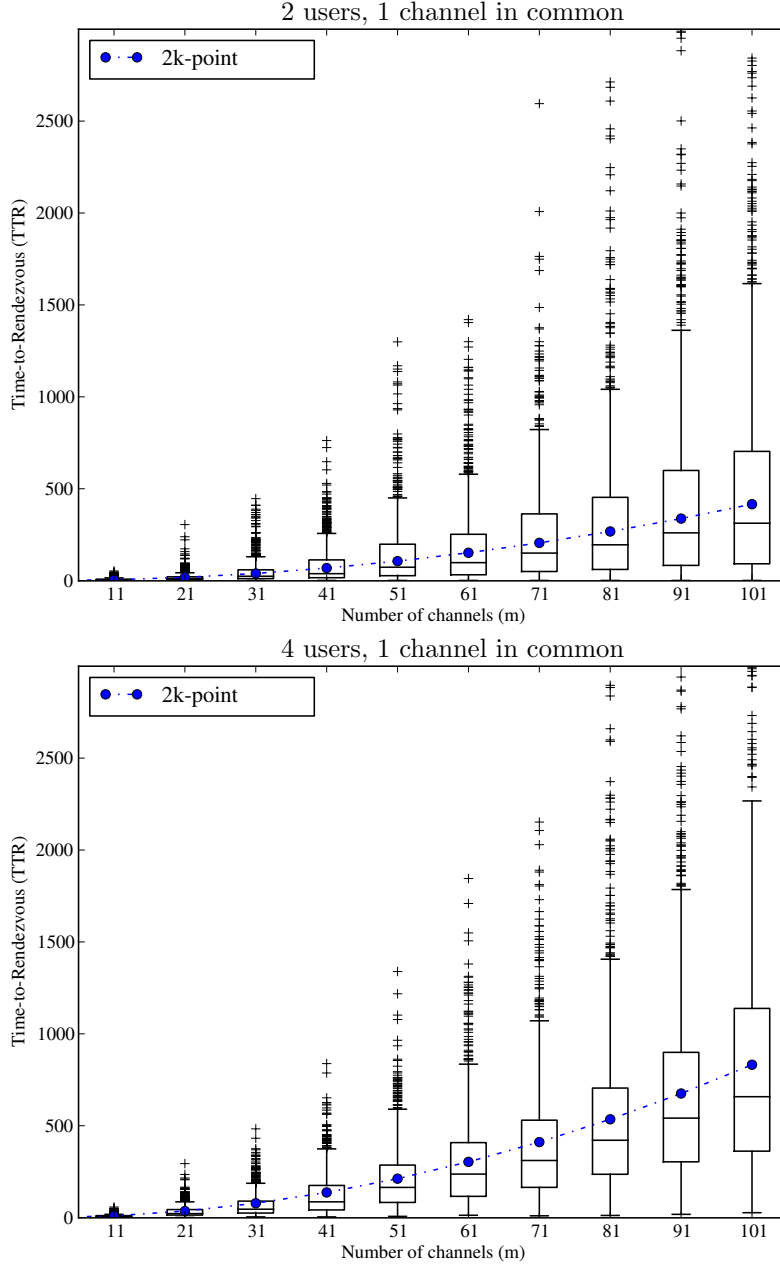 2 users, 1 channel in common
2k-point
Time-to-Rendezvous (TTR)
2500
2000
1500
1000
500
0
11 21 31 41 51 61 71 81 91 101
Number of channels (m)
4 users, 1 channel in common
2k-point
Time-to-Rendezvous (TTR)
2500
2000
1500
1000
500
0
11 21 31 41 51 61 71 81 91 101
Number of channels (m)